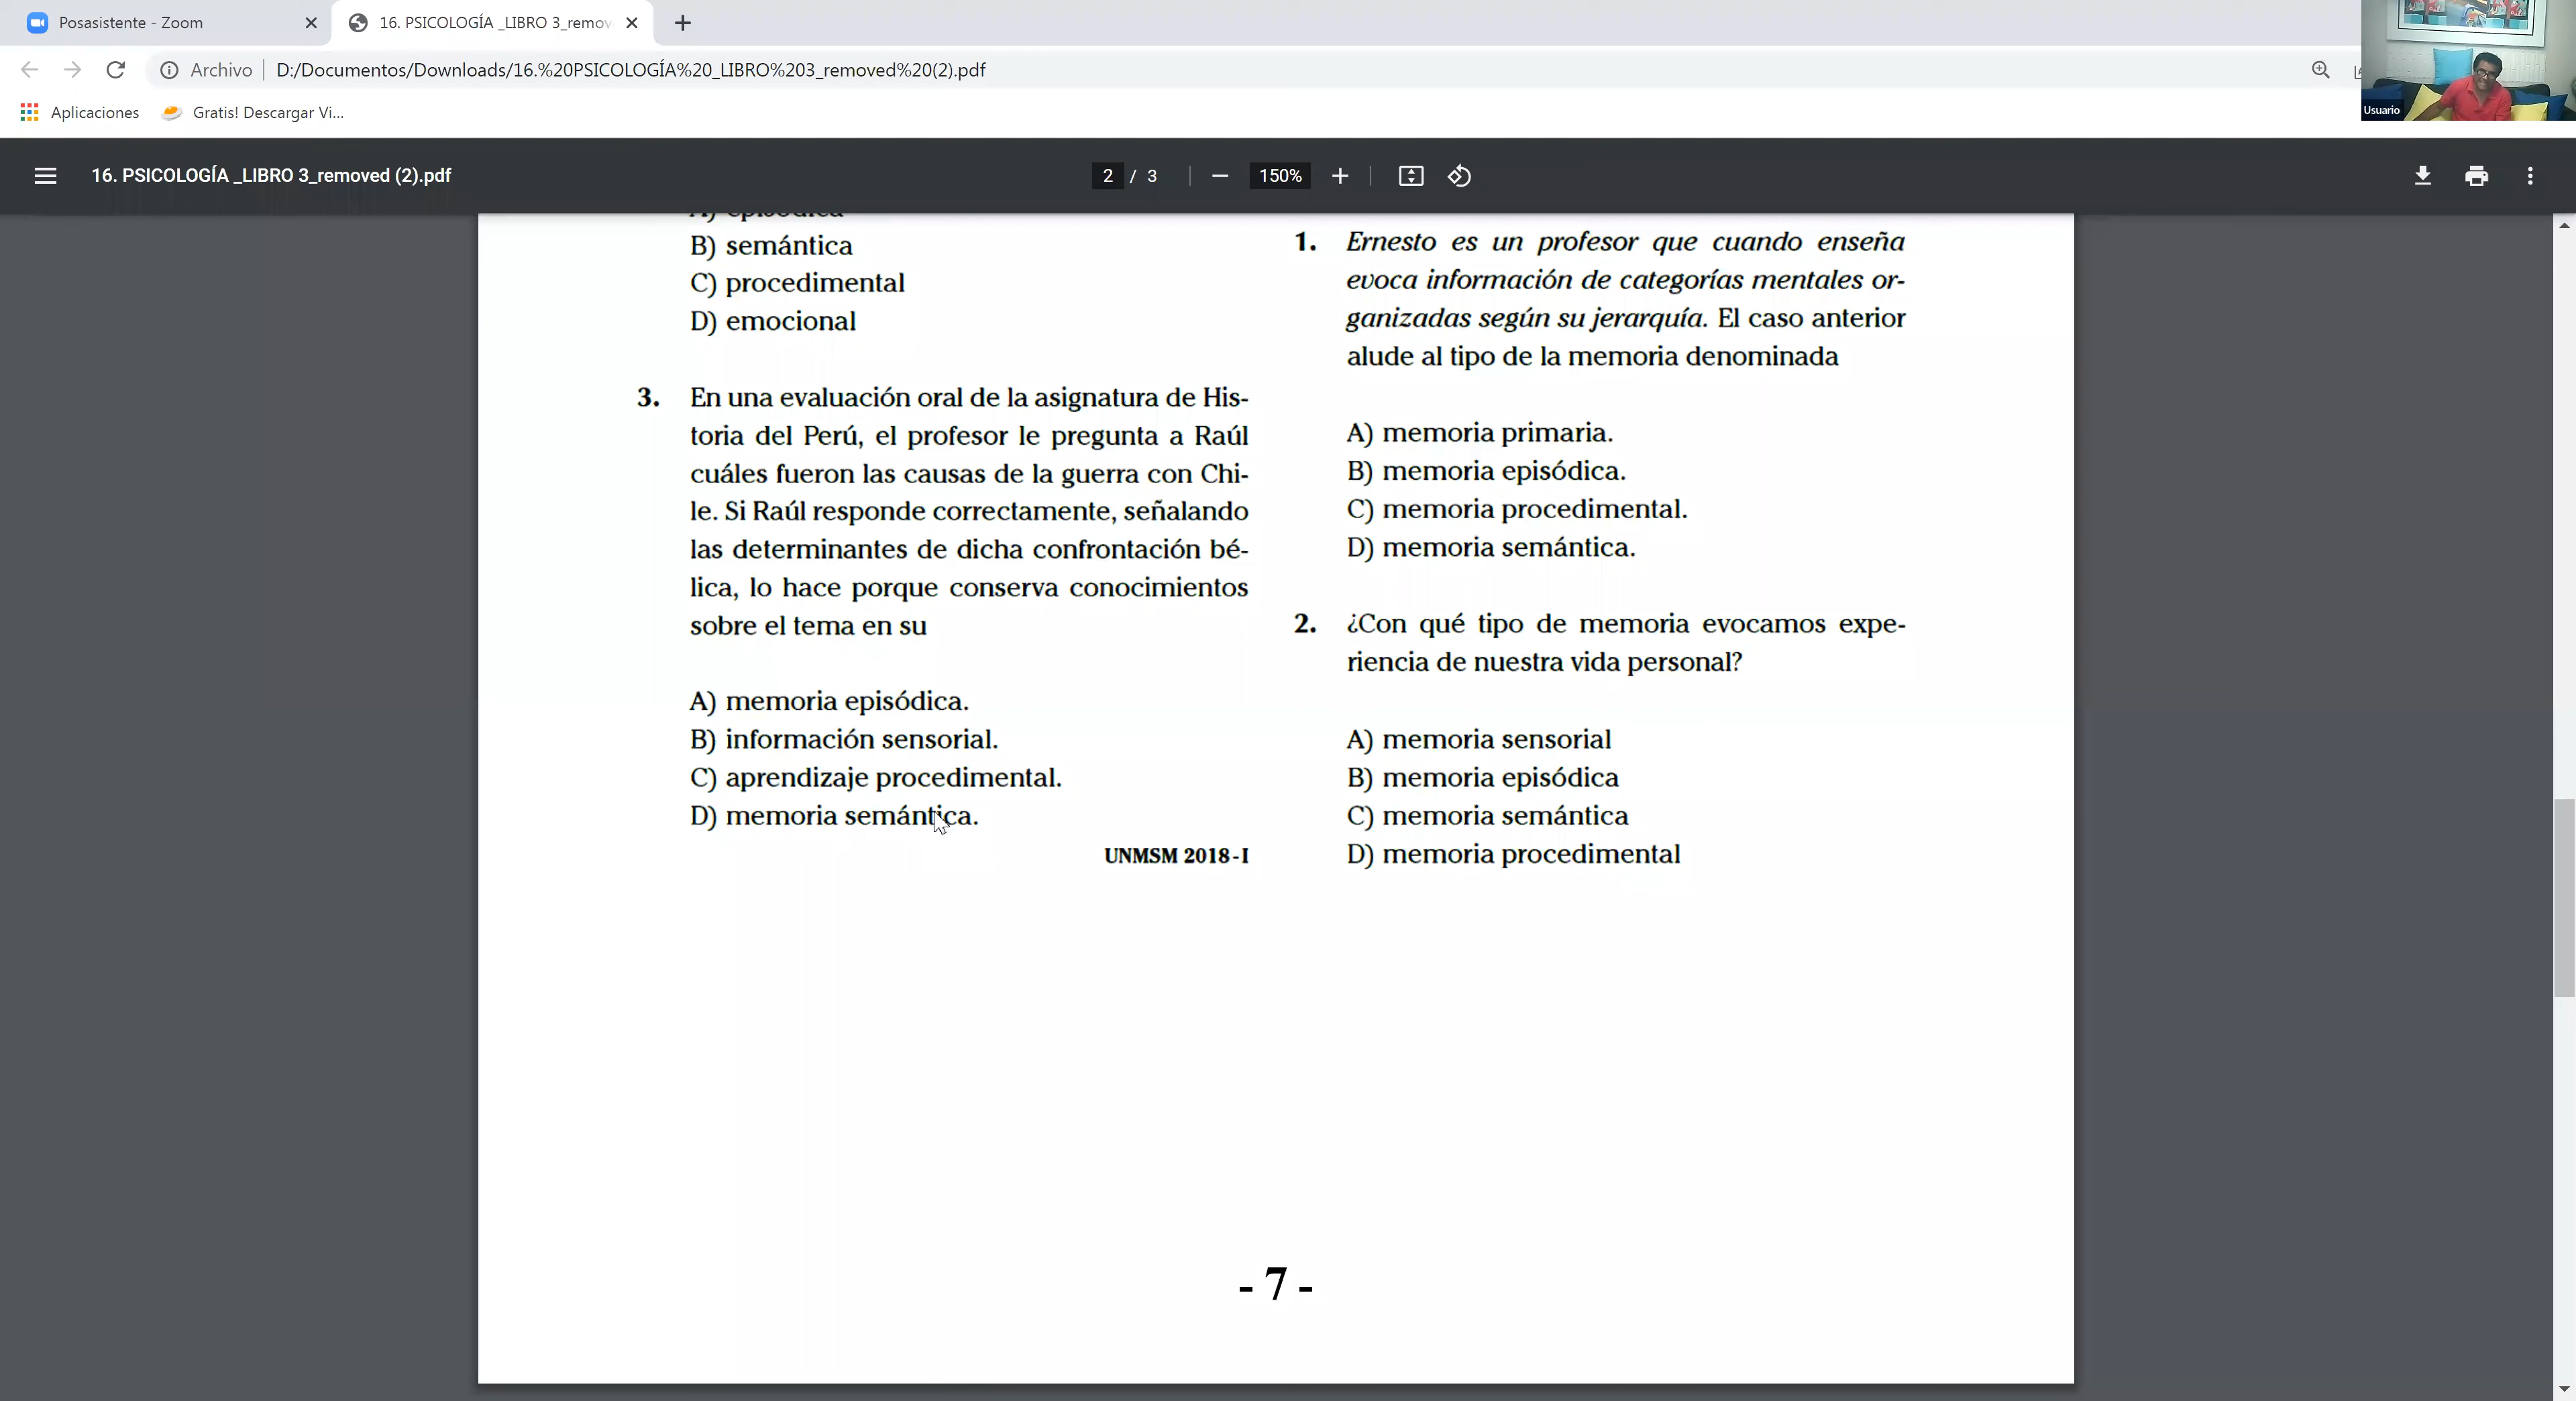 Posasistente - Zoom
16. PSICOLOGÍA _LIBRO 3_remov
Archivo
D:/Documentos/Downloads/16.%20PSICOLOGÍA%20_LIBRO%203_removed%20(2).pdf
Usuario
Aplicaciones
Gratis! Descargar Vi...
16. PSICOLOGÍA _LIBRO 3_removed (2).pdf
2 / 3
150%
A) episódica
B) semántica
C) procedimental
D) emocional
3. En una evaluación oral de la asignatura de His-
toria del Perú, el profesor le pregunta a Raúl
cuáles fueron las causas de la guerra con Chi-
le. Si Raúl responde correctamente, señalando
las determinantes de dicha confrontación bé-
lica, lo hace porque conserva conocimientos
sobre el tema en su
A) memoria episódica.
B) información sensorial.
C) aprendizaje procedimental.
D) memoria semántica.
UNMSM 2018-I
1. Ernesto es un profesor que cuando enseña
evoca información de categorías mentales or-
ganizadas según su jerarquía. El caso anterior
alude al tipo de la memoria denominada
A) memoria primaria.
B) memoria episódica.
C) memoria procedimental.
D) memoria semántica.
2. ¿Con qué tipo de memoria evocamos expe-
riencia de nuestra vida personal?
A) memoria sensorial
B) memoria episódica
C) memoria semántica
D) memoria procedimental
- 7 -